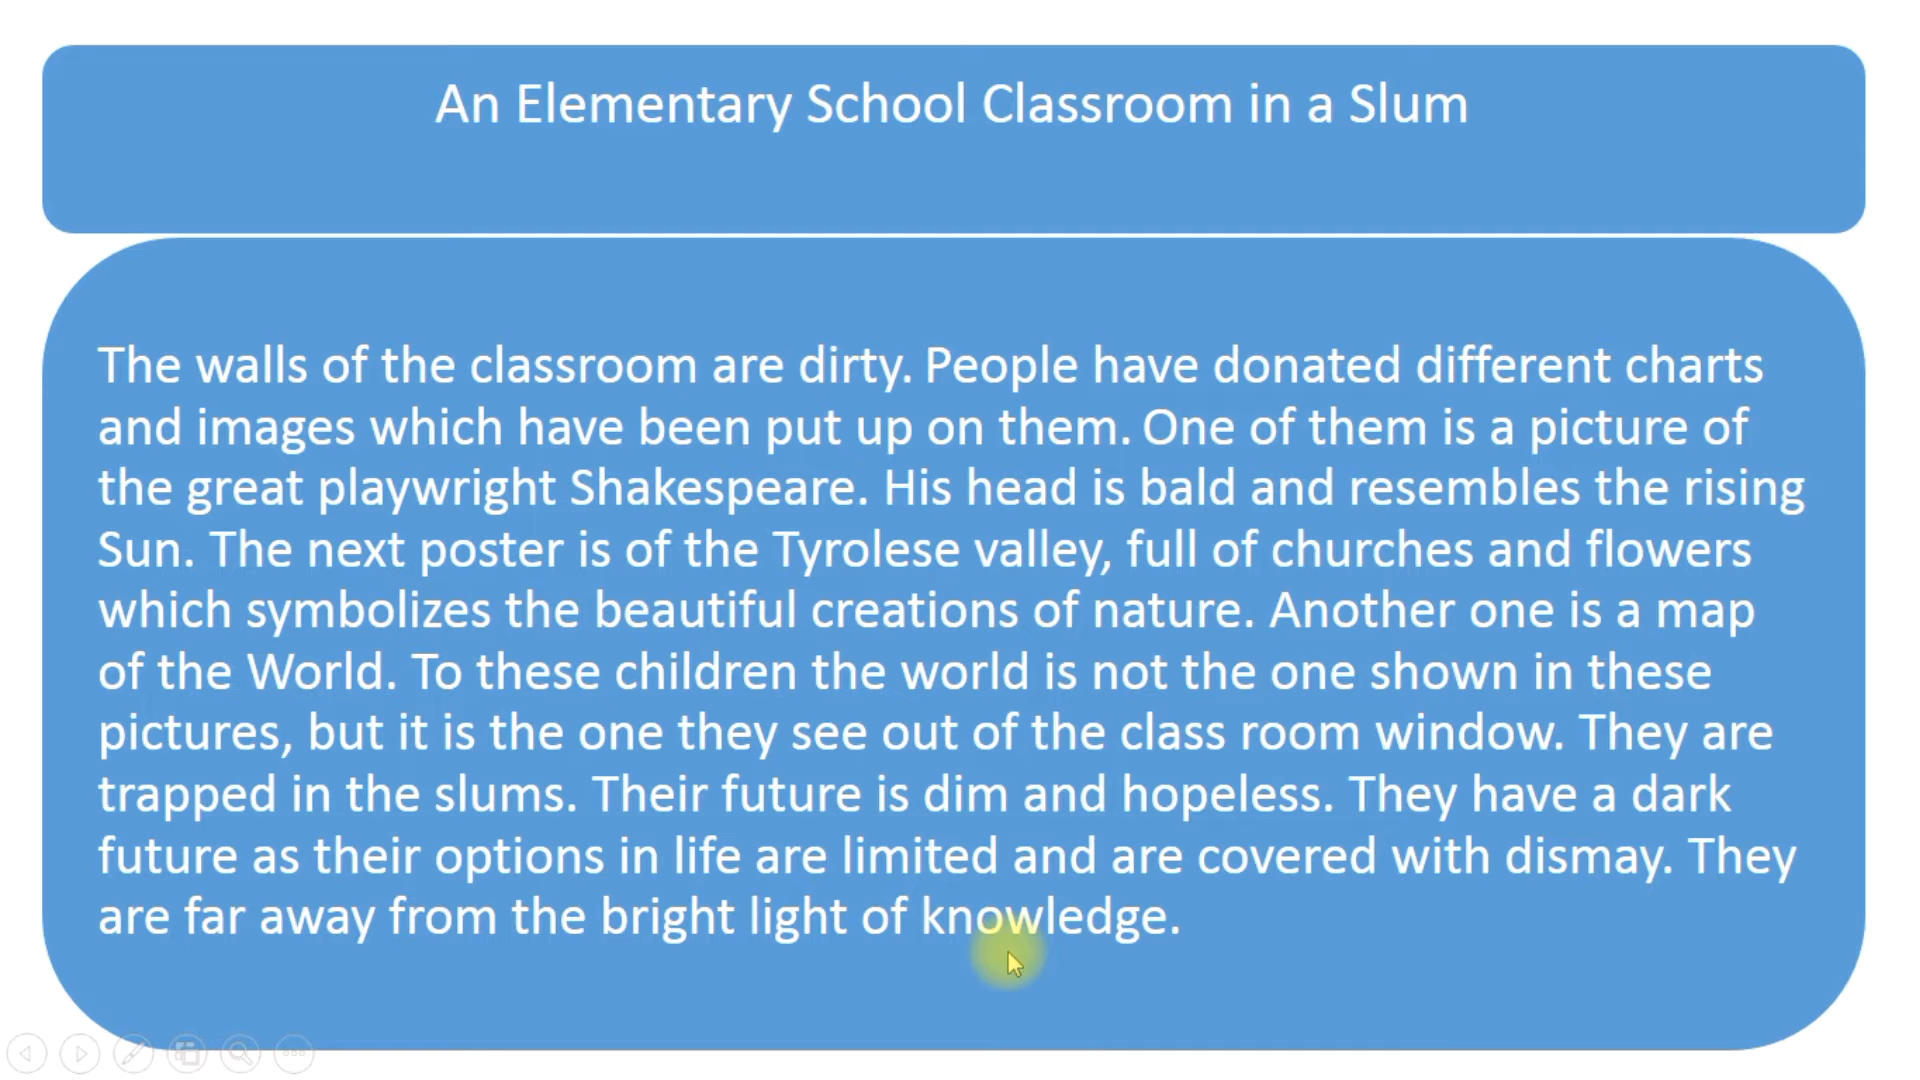 An Elementary School Classroom in a Slum
The walls of the classroom are dirty. People have donated different charts
and images which have been put up on them. One of them is a picture of
the great playwright Shakespeare. His head is bald and resembles the rising
Sun. The next poster is of the Tyrolese valley, full of churches and flowers
which symbolizes the beautiful creations of nature. Another one is a map
of the World. To these children the world is not the one shown in these
pictures, but it is the one they see out of the class room window. They are
trapped in the slums. Their future is dim and hopeless. They have a dark
future as their options in life are limited and are covered with dismay. They
are far away from the bright light of knowledge.